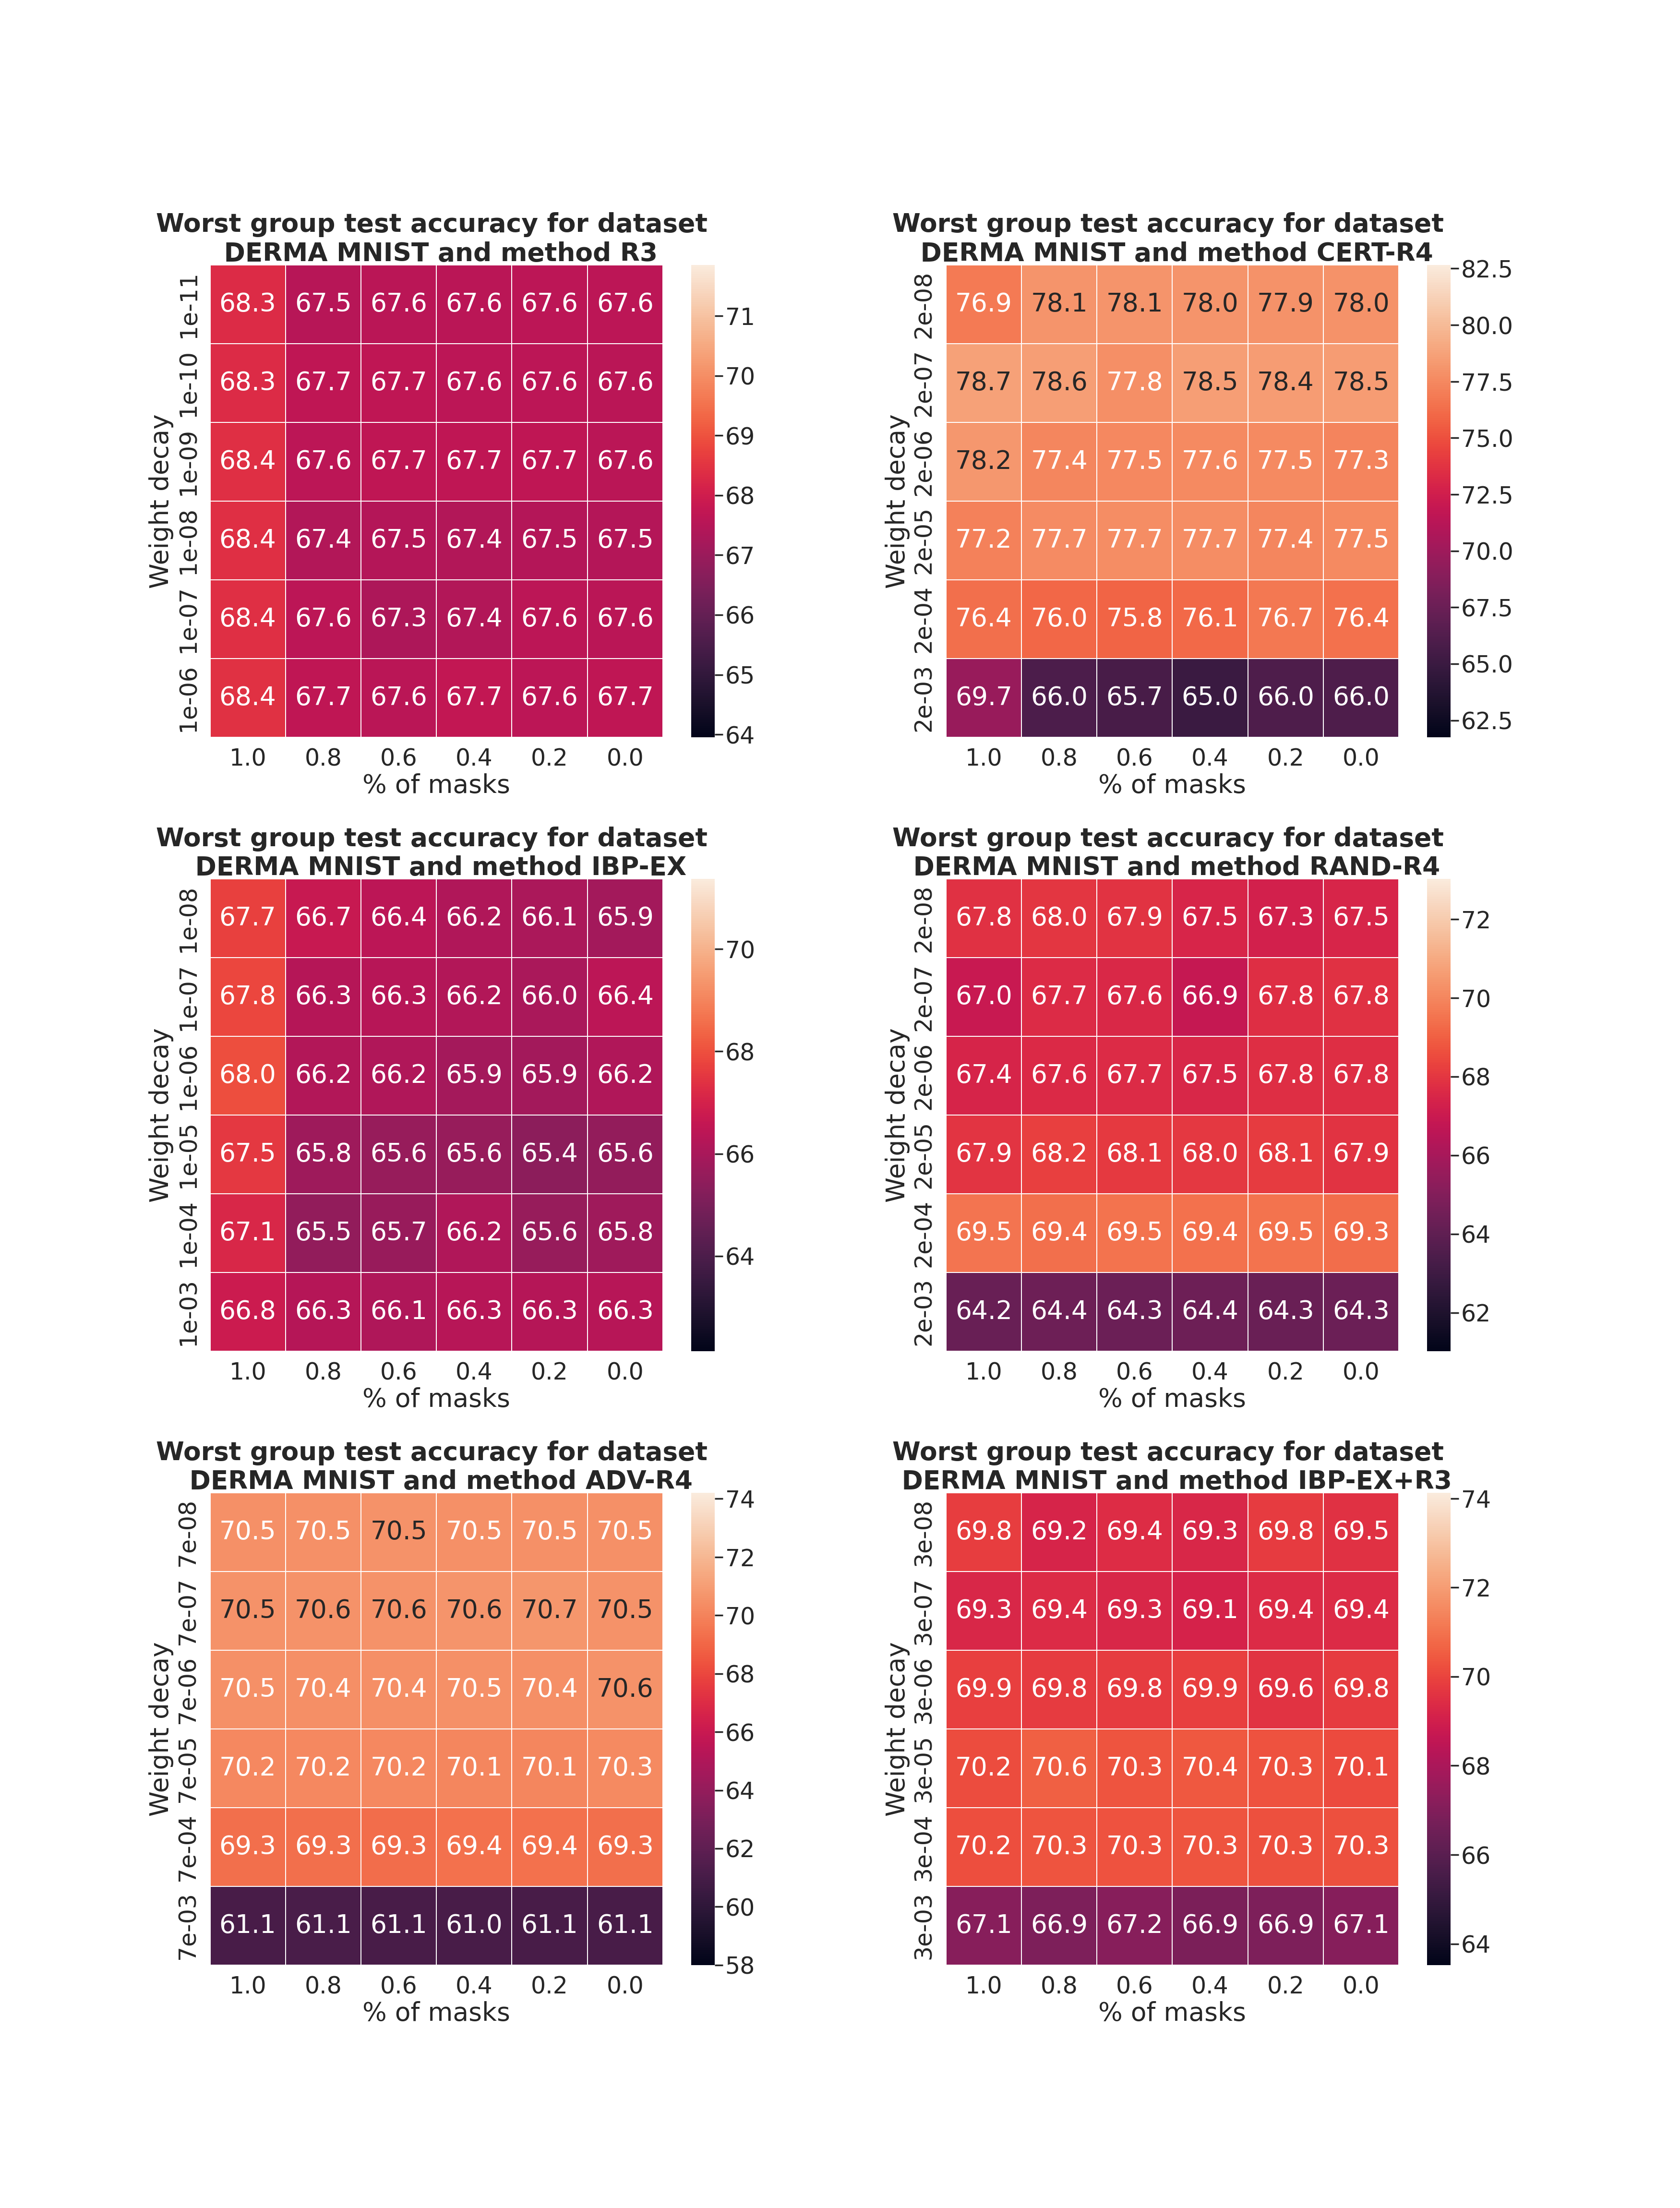 Worst group test accuracy for dataset
DERMA MNIST and method R3
Weight decay
1e-11 68.3 67.5 67.6 67.6 67.6 67.6
1e-10 68.3 67.7 67.7 67.6 67.6 67.6
1e-09 68.4 67.6 67.7 67.7 67.7 67.6
1e-08 68.4 67.4 67.5 67.4 67.5 67.5
1e-07 68.4 67.6 67.3 67.4 67.6 67.6
1e-06 68.4 67.7 67.6 67.7 67.6 67.7
1.0 0.8 0.6 0.4 0.2 0.0
% of masks
71
70
69
68
67
66
65
64
Worst group test accuracy for dataset
DERMA MNIST and method CERT-R4
Weight decay
2e-08 76.9 78.1 78.1 78.0 77.9 78.0
2e-07 78.7 78.6 77.8 78.5 78.4 78.5
2e-06 78.2 77.4 77.5 77.6 77.5 77.3
2e-05 77.2 77.7 77.7 77.7 77.4 77.5
2e-04 76.4 76.0 75.8 76.1 76.7 76.4
2e-03 69.7 66.0 65.7 65.0 66.0 66.0
1.0 0.8 0.6 0.4 0.2 0.0
% of masks
82.5
80.0
77.5
75.0
72.5
70.0
67.5
65.0
62.5
Worst group test accuracy for dataset
DERMA MNIST and method IBP-EX
Weight decay
1e-08 67.7 66.7 66.4 66.2 66.1 65.9
1e-07 67.8 66.3 66.3 66.2 66.0 66.4
1e-06 68.0 66.2 66.2 65.9 65.9 66.2
1e-05 67.5 65.8 65.6 65.6 65.4 65.6
1e-04 67.1 65.5 65.7 66.2 65.6 65.8
1e-03 66.8 66.3 66.1 66.3 66.3 66.3
1.0 0.8 0.6 0.4 0.2 0.0
% of masks
70
68
66
64
Worst group test accuracy for dataset
DERMA MNIST and method RAND-R4
Weight decay
2e-08 67.8 68.0 67.9 67.5 67.3 67.5
2e-07 67.0 67.7 67.6 66.9 67.8 67.8
2e-06 67.4 67.6 67.7 67.5 67.8 67.8
2e-05 67.9 68.2 68.1 68.0 68.1 67.9
2e-04 69.5 69.4 69.5 69.4 69.5 69.3
2e-03 64.2 64.4 64.3 64.4 64.3 64.3
1.0 0.8 0.6 0.4 0.2 0.0
% of masks
72
70
68
66
64
62
Worst group test accuracy for dataset
DERMA MNIST and method ADV-R4
Weight decay
7e-08 70.5 70.5 70.5 70.5 70.5 70.5
7e-07 70.5 70.6 70.6 70.6 70.7 70.5
7e-06 70.5 70.4 70.4 70.5 70.4 70.6
7e-05 70.2 70.2 70.2 70.1 70.1 70.3
7e-04 69.3 69.3 69.3 69.4 69.4 69.3
7e-03 61.1 61.1 61.1 61.0 61.1 61.1
1.0 0.8 0.6 0.4 0.2 0.0
% of masks
74
72
70
68
66
64
62
60
58
Worst group test accuracy for dataset
DERMA MNIST and method IBP-EX+R3
Weight decay
3e-08 69.8 69.2 69.4 69.3 69.8 69.5
3e-07 69.3 69.4 69.3 69.1 69.4 69.4
3e-06 69.9 69.8 69.8 69.9 69.6 69.8
3e-05 70.2 70.6 70.3 70.4 70.3 70.1
3e-04 70.2 70.3 70.3 70.3 70.3 70.3
3e-03 67.1 66.9 67.2 66.9 66.9 67.1
1.0 0.8 0.6 0.4 0.2 0.0
% of masks
74
72
70
68
66
64